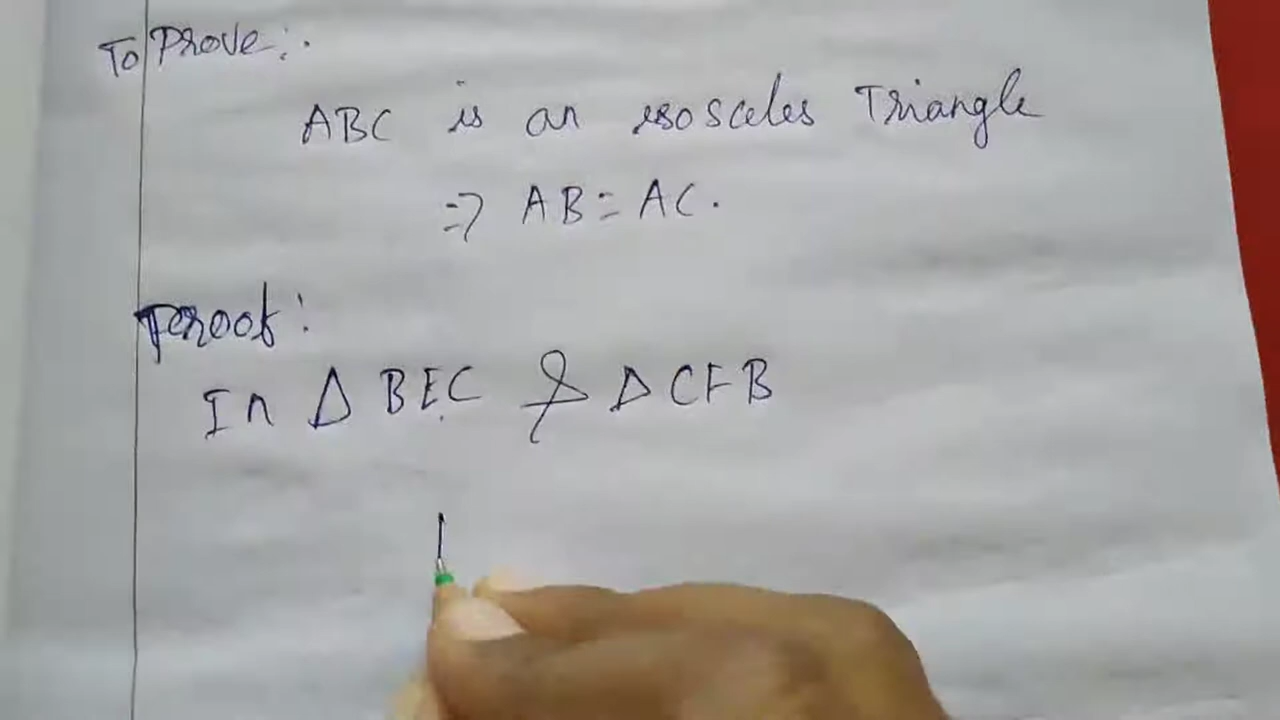 To Prove:.
ABC is an isosceles Triangle
=> AB = AC.
Proof:
In Δ BEC & Δ CFB